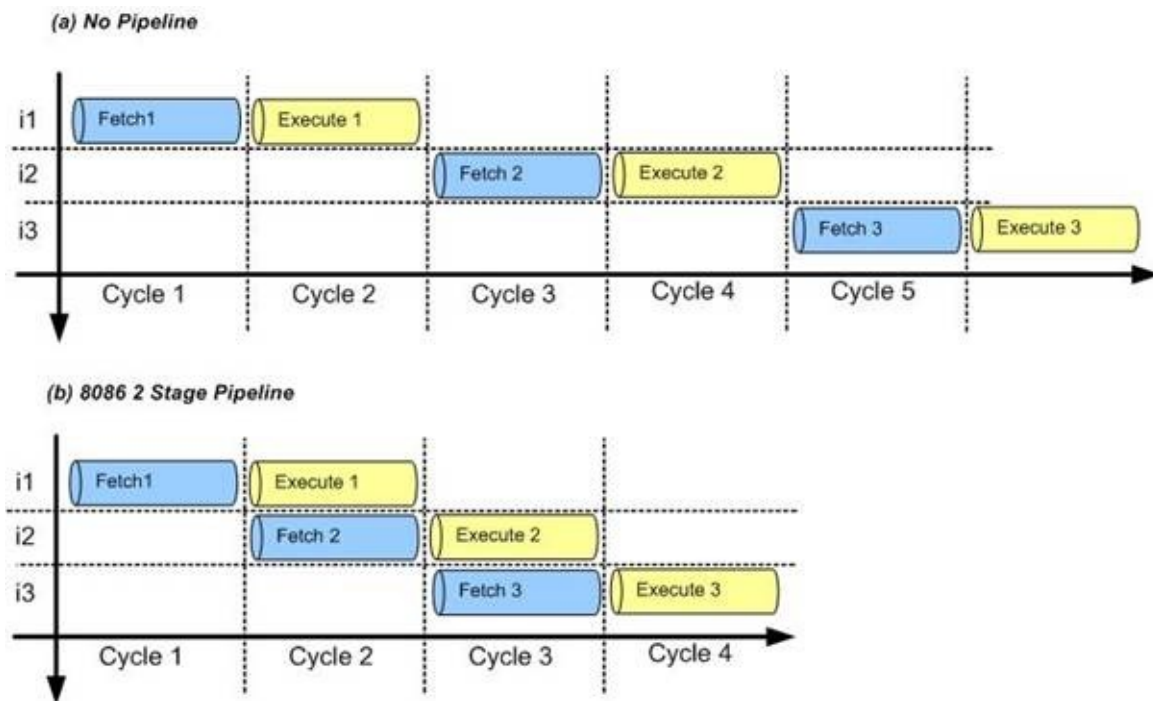 (a) No Pipeline
i1 Fetch1 Execute 1
i2 Fetch 2 Execute 2
i3 Fetch 3 Execute 3
Cycle 1 Cycle 2 Cycle 3 Cycle 4 Cycle 5
(b) 8086 2 Stage Pipeline
i1 Fetch1 Execute 1
i2 Fetch 2 Execute 2
i3 Fetch 3 Execute 3
Cycle 1 Cycle 2 Cycle 3 Cycle 4